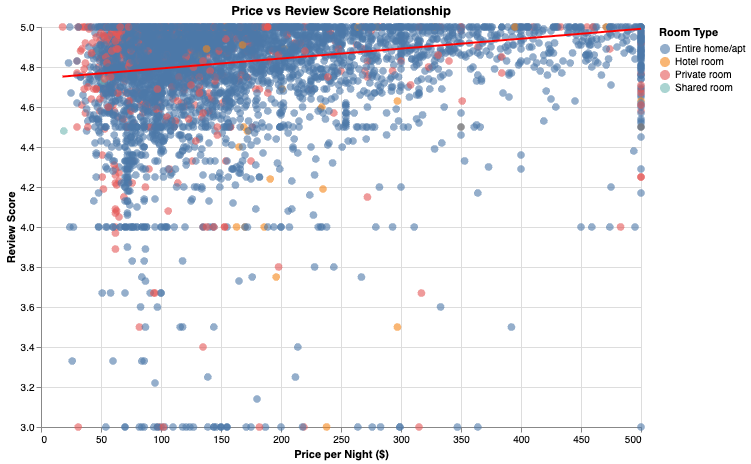 Price vs Review Score Relationship
Review Score
5.0
4.8
4.6
4.4
4.2
4.0
3.8
3.6
3.4
3.2
3.0
0
50
100
150
200
250
300
350
400
450
500
Price per Night ($)
Room Type
Entire home/apt
Hotel room
Private room
Shared room